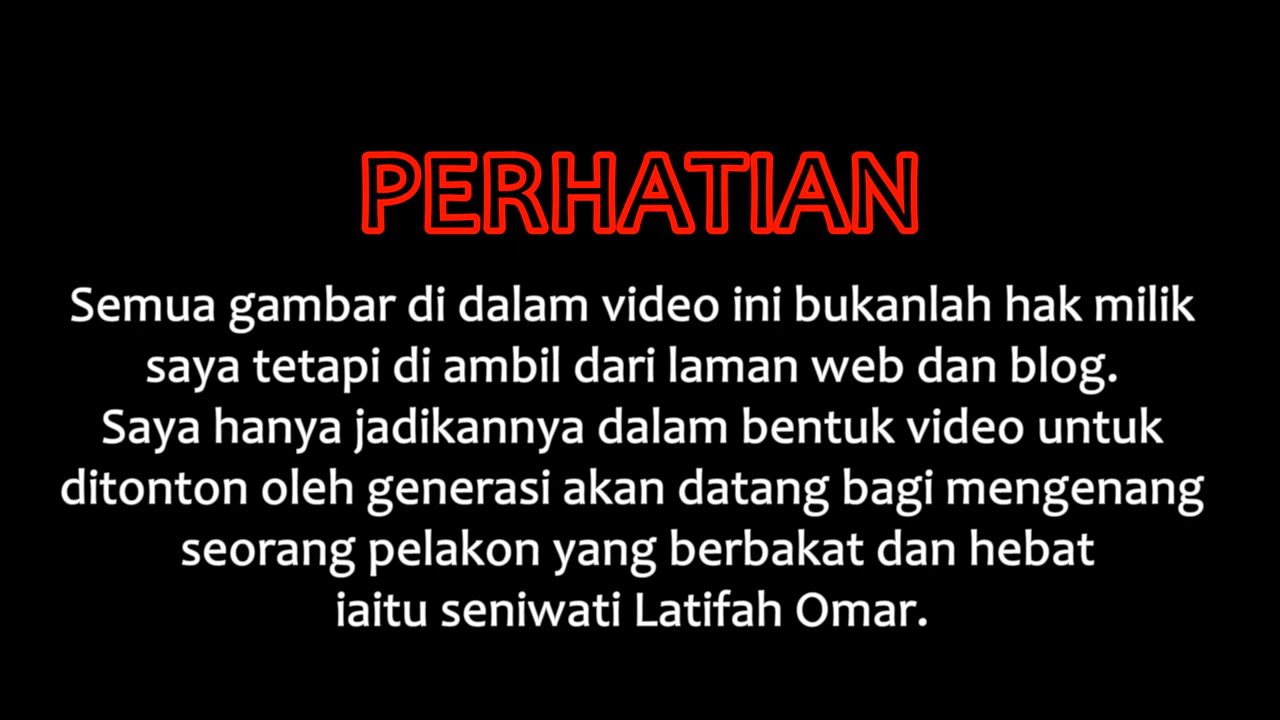 PERHATIAN
Semua gambar di dalam video ini bukanlah hak milik
saya tetapi di ambil dari laman web dan blog.
Saya hanya jadikannya dalam bentuk video untuk
ditonton oleh generasi akan datang bagi mengenang
seorang pelakon yang berbakat dan hebat
iaitu seniwati Latifah Omar.